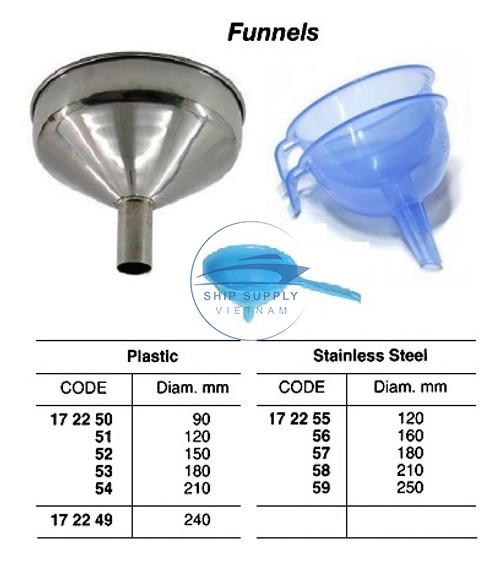 Funnels
SHIP SUPPLY
VIETNAM
Plastic Stainless Steel
CODE Diam. mm CODE Diam. mm
17 22 50 90 17 22 55 120
51 120 56 160
52 150 57 180
53 180 58 210
54 210 59 250
17 22 49 240